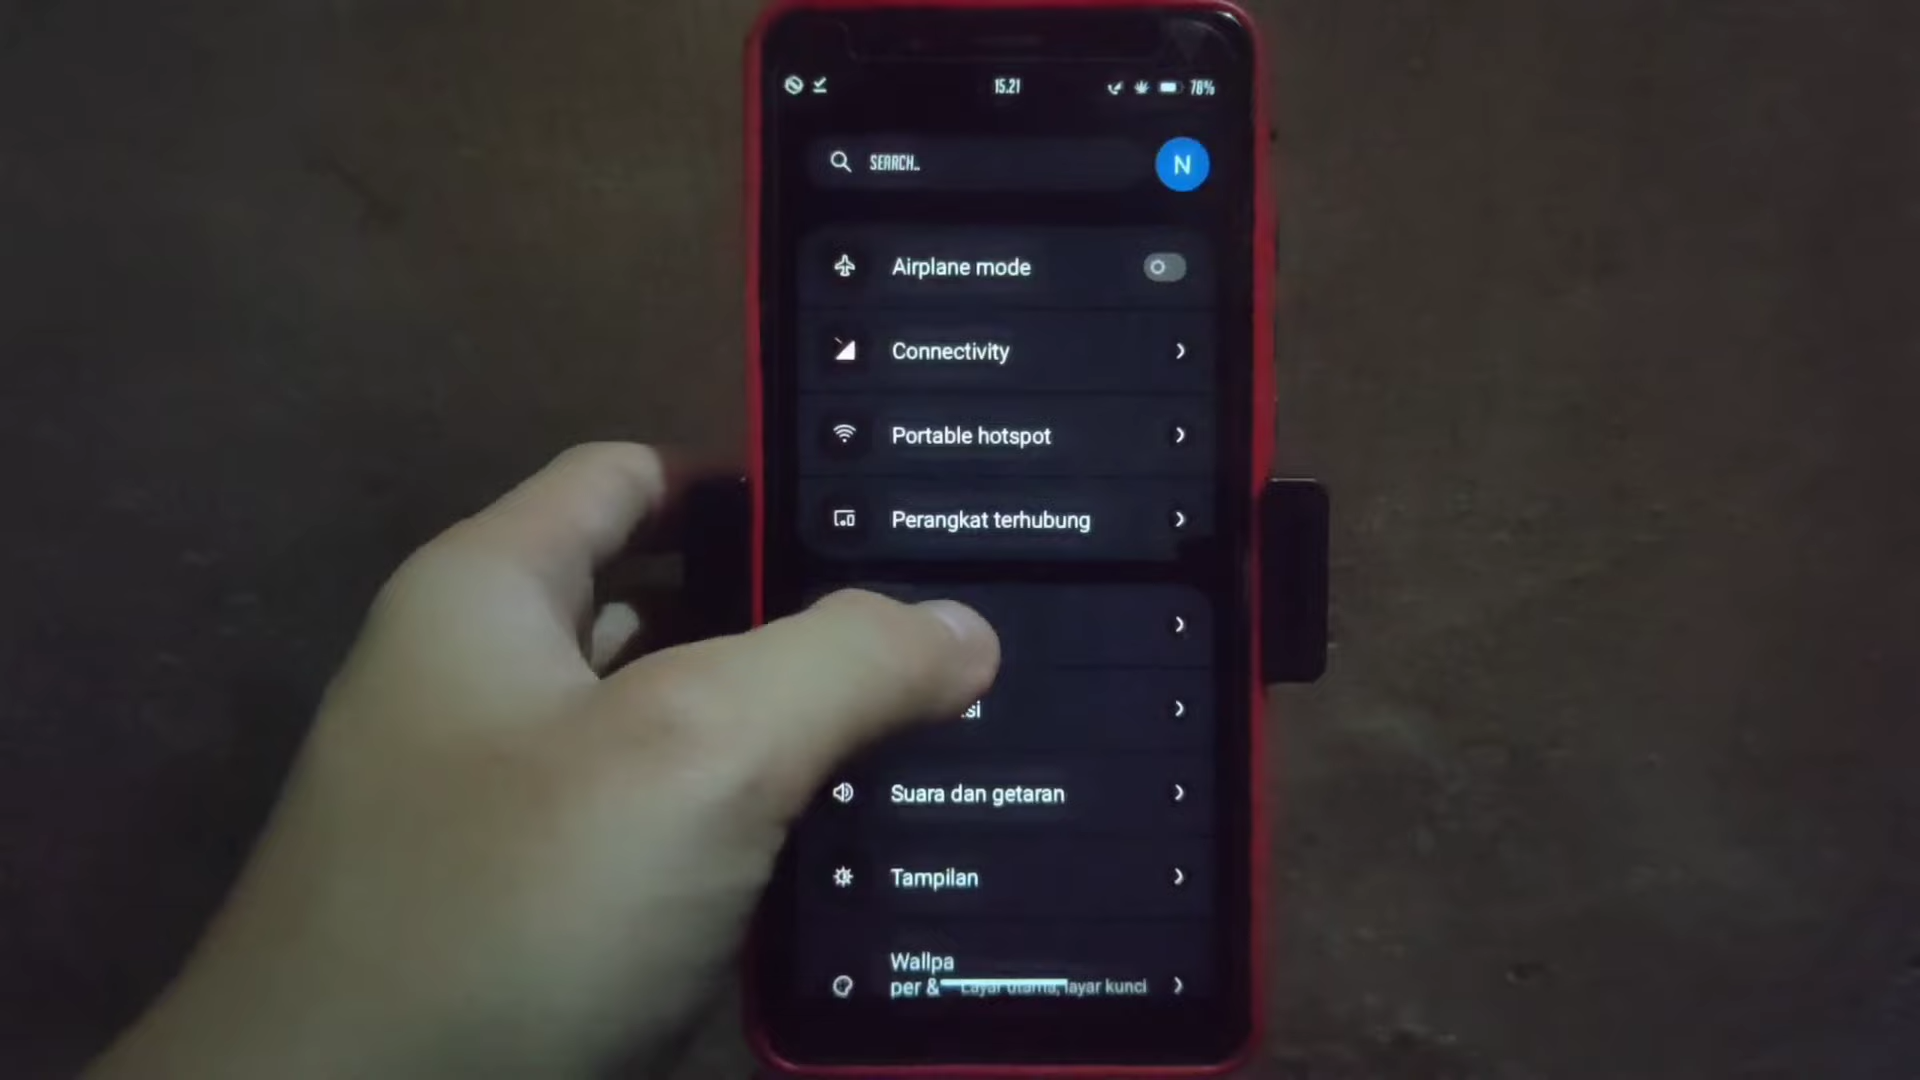 15.21
78%
SEARCH..
N
Airplane mode
Connectivity
Portable hotspot
Perangkat terhubung
si
Suara dan getaran
Tampilan
Wallpa
per &
Layar utama, layar kunci